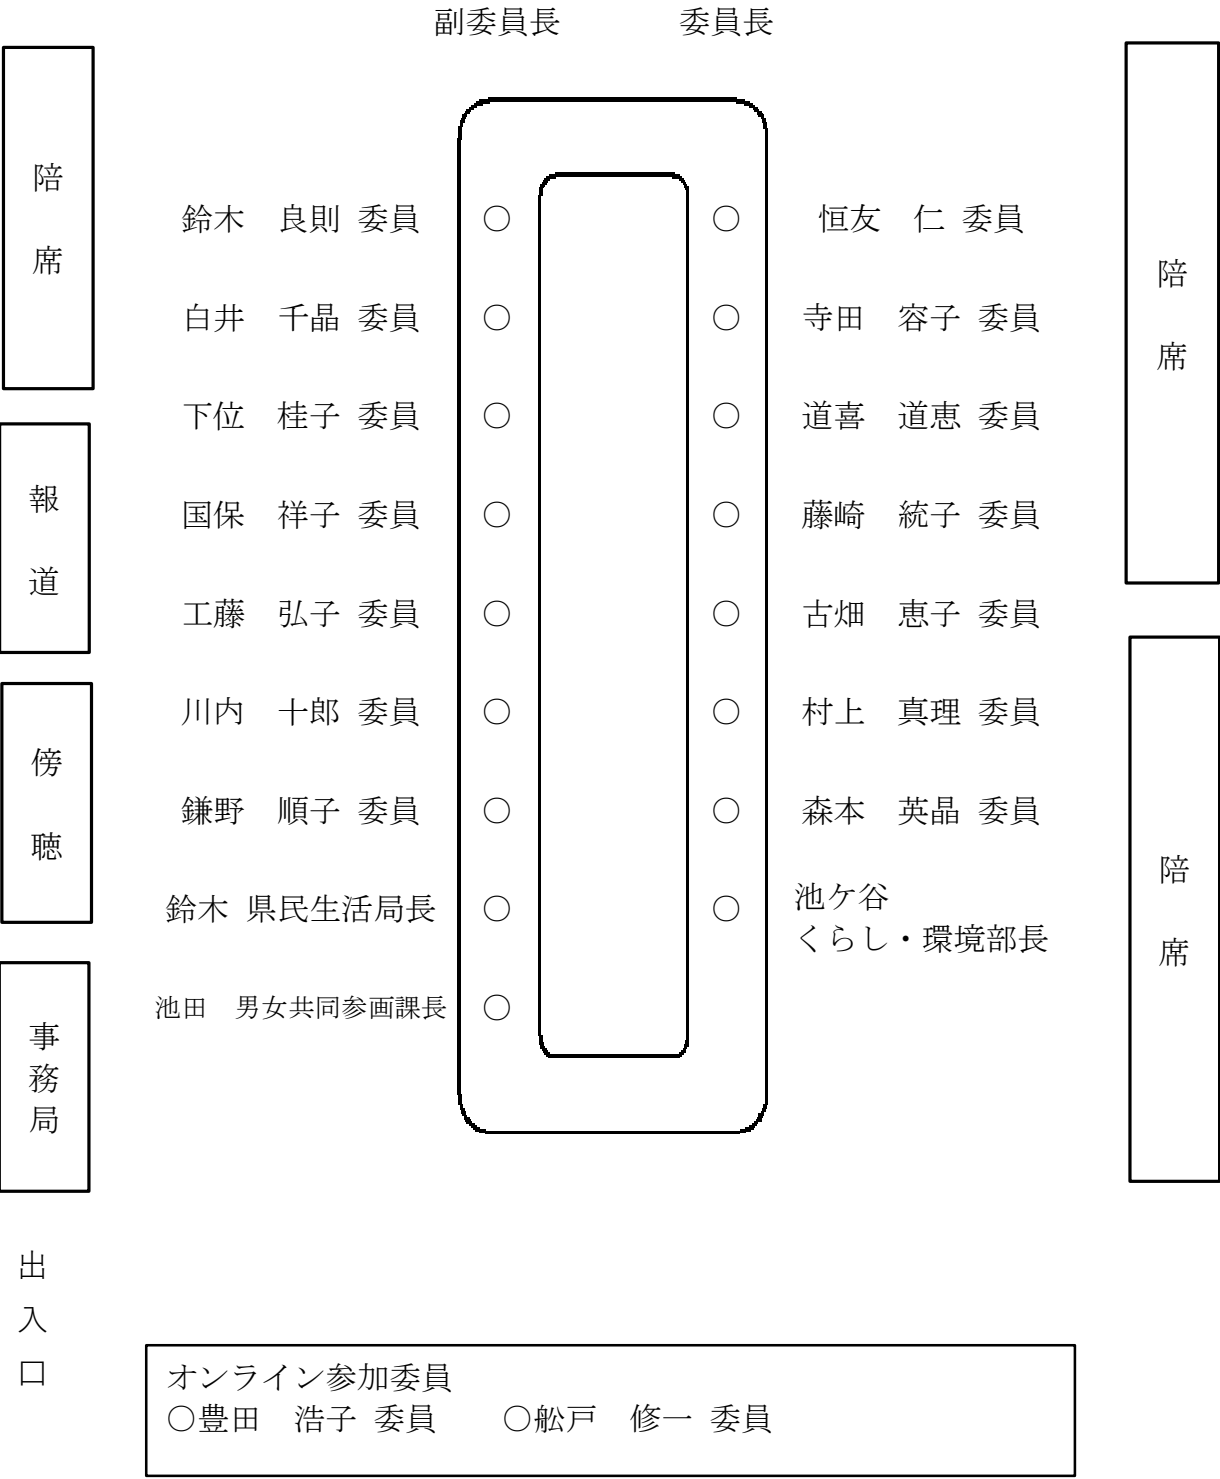 副委員長　委員長
陪席
鈴木　良則 委員 ○
白井　千晶 委員 ○
下位　桂子 委員 ○
国保　祥子 委員 ○
工藤　弘子 委員 ○
川内　十郎 委員 ○
鎌野　順子 委員 ○
鈴木 県民生活局長 ○
池田　男女共同参画課長 ○
○ 恒友　仁 委員
○ 寺田　容子 委員
○ 道喜　道恵 委員
○ 藤崎　統子 委員
○ 古畑　恵子 委員
○ 村上　真理 委員
○ 森本　英晶 委員
○ 池ケ谷
くらし・環境部長
陪席
陪席
報道
傍聴
事務局
出入口
オンライン参加委員
○豊田　浩子 委員　○舩戸　修一 委員